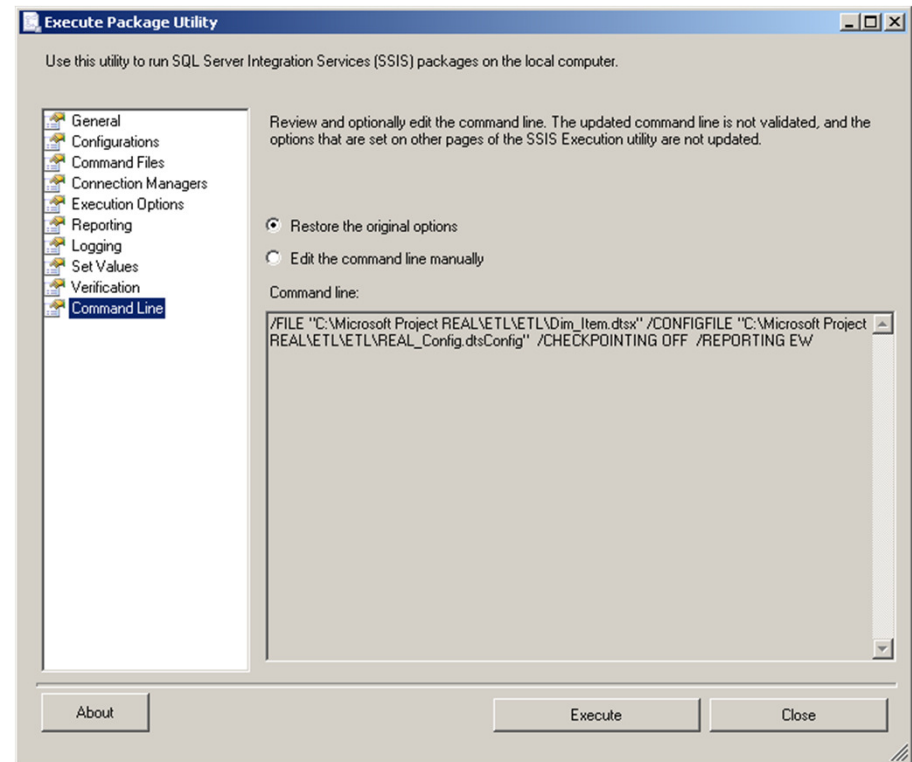 Execute Package Utility
Use this utility to run SQL Server Integration Services (SSIS) packages on the local computer.
General
Configurations
Command Files
Connection Managers
Execution Options
Reporting
Logging
Set Values
Verification
Command Line
Review and optionally edit the command line. The updated command line is not validated, and the
options that are set on other pages of the SSIS Execution utility are not updated.
Restore the original options
Edit the command line manually
Command line:
/FILE "C:\Microsoft Project REAL\ETL\ETL\Dim_Item.dtsx" /CONFIGFILE "C:\Microsoft Project
REAL\ETL\ETL\REAL_Config.dtsConfig"  /CHECKPOINTING OFF  /REPORTING EW
About
Execute
Close